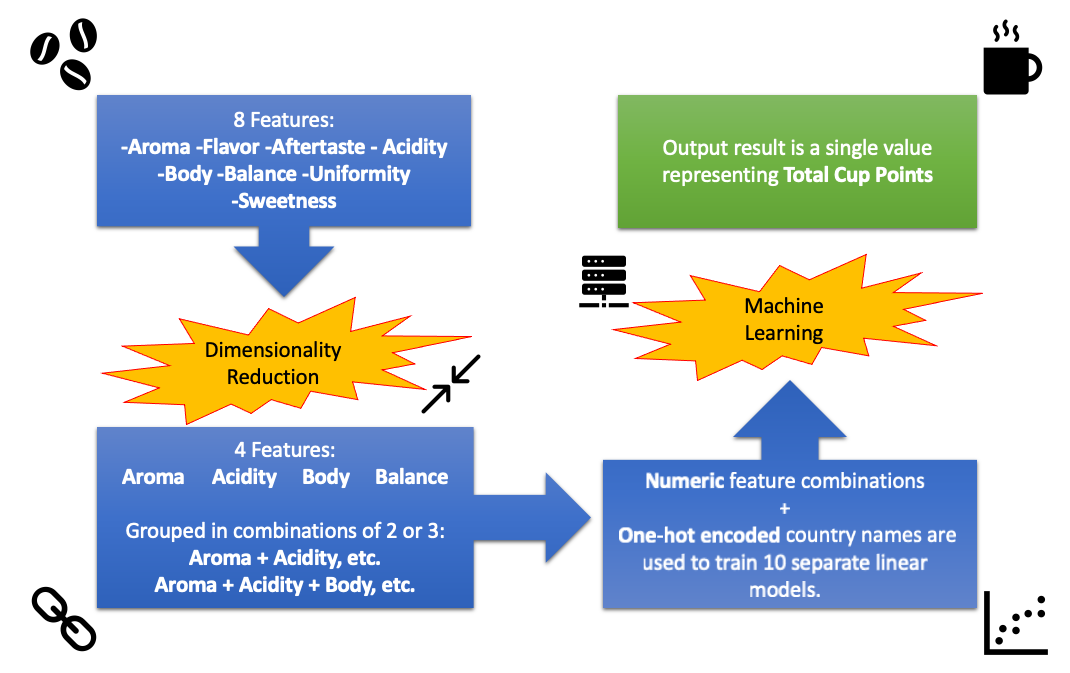 8 Features:
-Aroma -Flavor -Aftaste - Acidity
-Body -Balance -Uniformity
-Sweetness
Dimensionality
Reduction
4 Features:
Aroma Acidity Body Balance
Grouped in combinations of 2 or 3:
Aroma + Acidity, etc.
Aroma + Acidity + Body, etc.
Numeric feature combinations
+
One-hot encoded country names are
used to train 10 separate linear
models.
Machine
Learning
Output result is a single value
representing Total Cup Points